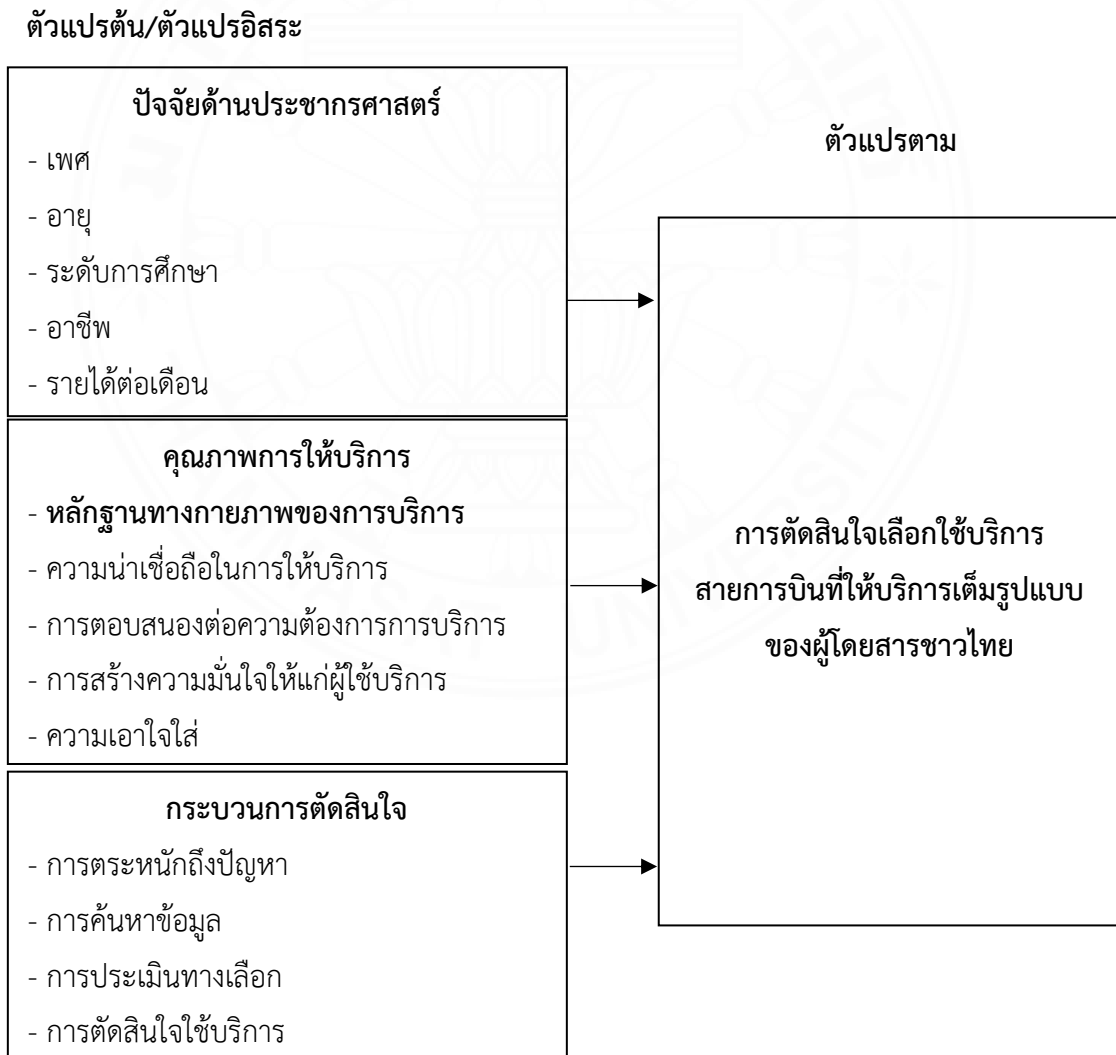 ตัวแปรต้น/ตัวแปรอิสระ
ปัจจัยด้านประชากรศาสตร์
- เพศ
- อายุ
- ระดับการศึกษา
- อาชีพ
- รายได้ต่อเดือน
คุณภาพการให้บริการ
- หลักฐานทางกายภาพของการบริการ
- ความน่าเชื่อถือในการให้บริการ
- การตอบสนองต่อความต้องการการบริการ
- การสร้างความมั่นใจให้แก่ผู้ใช้บริการ
- ความเอาใจใส่
กระบวนการตัดสินใจ
- การตระหนักถึงปัญหา
- การค้นหาข้อมูล
- การประเมินทางเลือก
- การตัดสินใจใช้บริการ
ตัวแปรตาม
การตัดสินใจเลือกใช้บริการ
สายการบินที่ให้บริการเต็มรูปแบบ
ของผู้โดยสารชาวไทย
UNIVERSITY